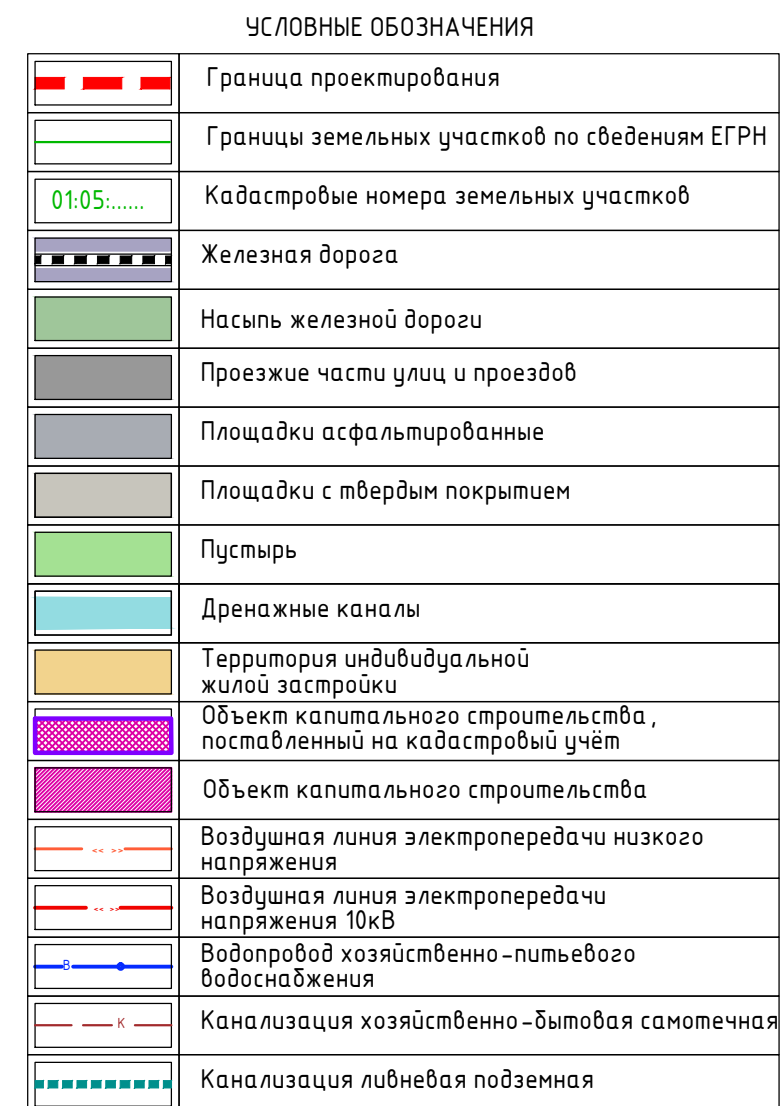 УСЛОВНЫЕ ОБОЗНАЧЕНИЯ
Граница проектирования
Границы земельных участков по сведениям ЕГРН
01:05:...... Кадастровые номера земельных участков
Железная дорога
Насыпь железной дороги
Проезжие части улиц и проездов
Площадки асфальтированные
Площадки с твердым покрытием
Пустырь
Дренажные каналы
Территория индивидуальной
жилой застройки
Объект капитального строительства,
поставленный на кадастровый учёт
Объект капитального строительства
Воздушная линия электропередачи низкого
<< >>
напряжения
Воздушная линия электропередачи
<< >>
напряжения 10кВ
Водопровод хозяйственно-питьевого
В
водоснабжения
К Канализация хозяйственно-бытовая самотечная
Канализация ливневая подземная